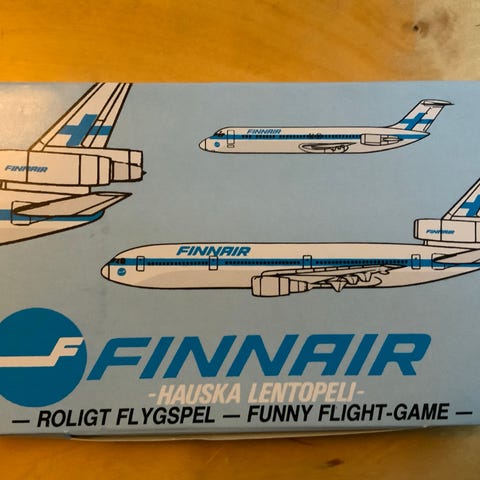 FINNAIR
FINNAIR
FINNAIR
FINNAIR
F FINNAIR
-HAUSKA LENTOPELI-
— ROLIGT FLYGSPEL — FUNNY FLIGHT-GAME —